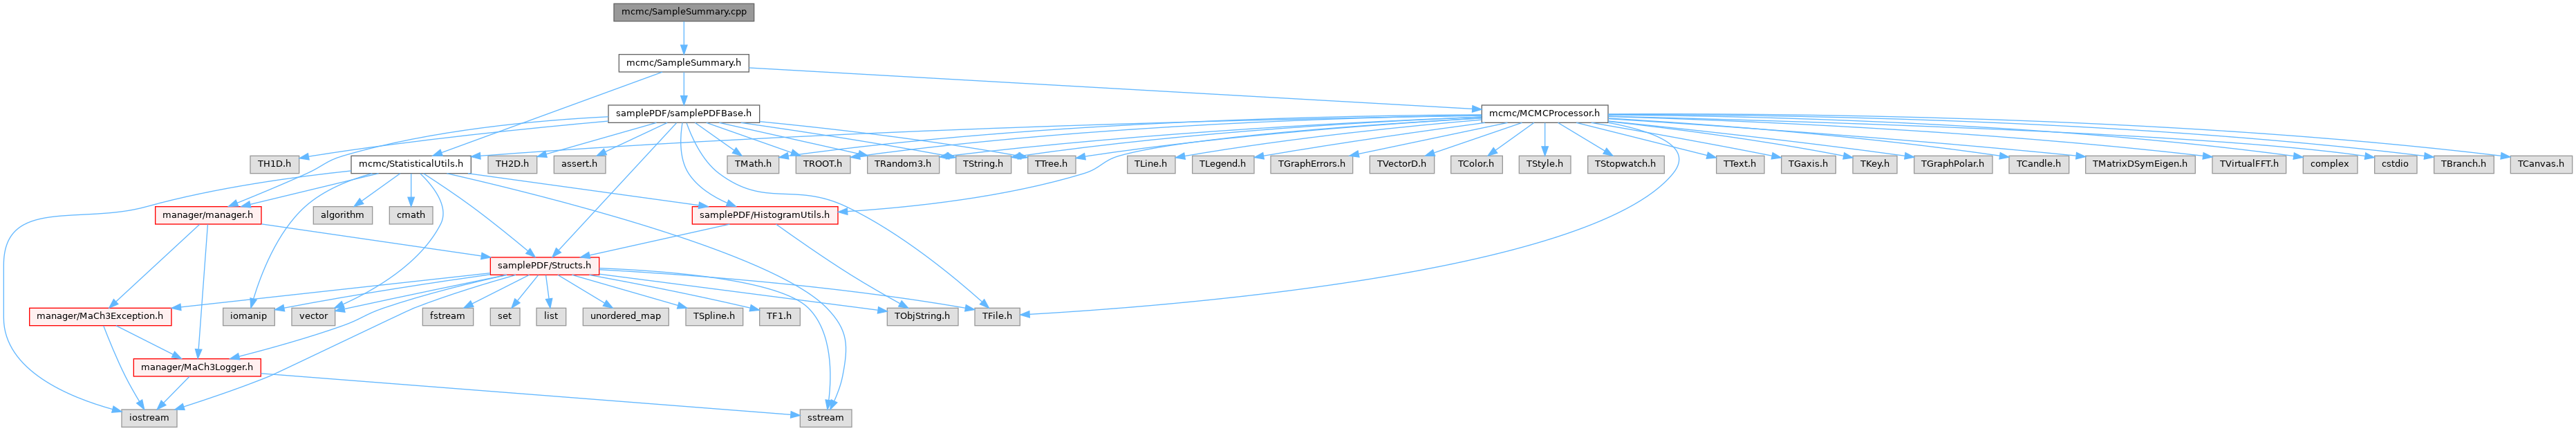 mcmc/SampleSummary.cpp
mcmc/SampleSummary.h
samplePDF/samplePDFBase.h
mcmc/MCMCProcessor.h
TH1D.h
mcmc/StatisticalUtils.h
TH2D.h
assert.h
TMath.h
TROOT.h
TRandom3.h
TString.h
TTree.h
TLine.h
TLegend.h
TGraphErrors.h
TVectorD.h
TColor.h
TStyle.h
TStopwatch.h
TText.h
TGaxis.h
TKey.h
TGraphPolar.h
TCandle.h
TMatrixDSymEigen.h
TVirtualFFT.h
complex
cstdio
TBranch.h
TCanvas.h
manager/manager.h
algorithm
cmath
samplePDF/HistogramUtils.h
samplePDF/Structs.h
manager/MaCh3Exception.h
iomanip
vector
fstream
set
list
unordered_map
TSpline.h
TF1.h
TObjString.h
TFile.h
manager/MaCh3Logger.h
iostream
sstream